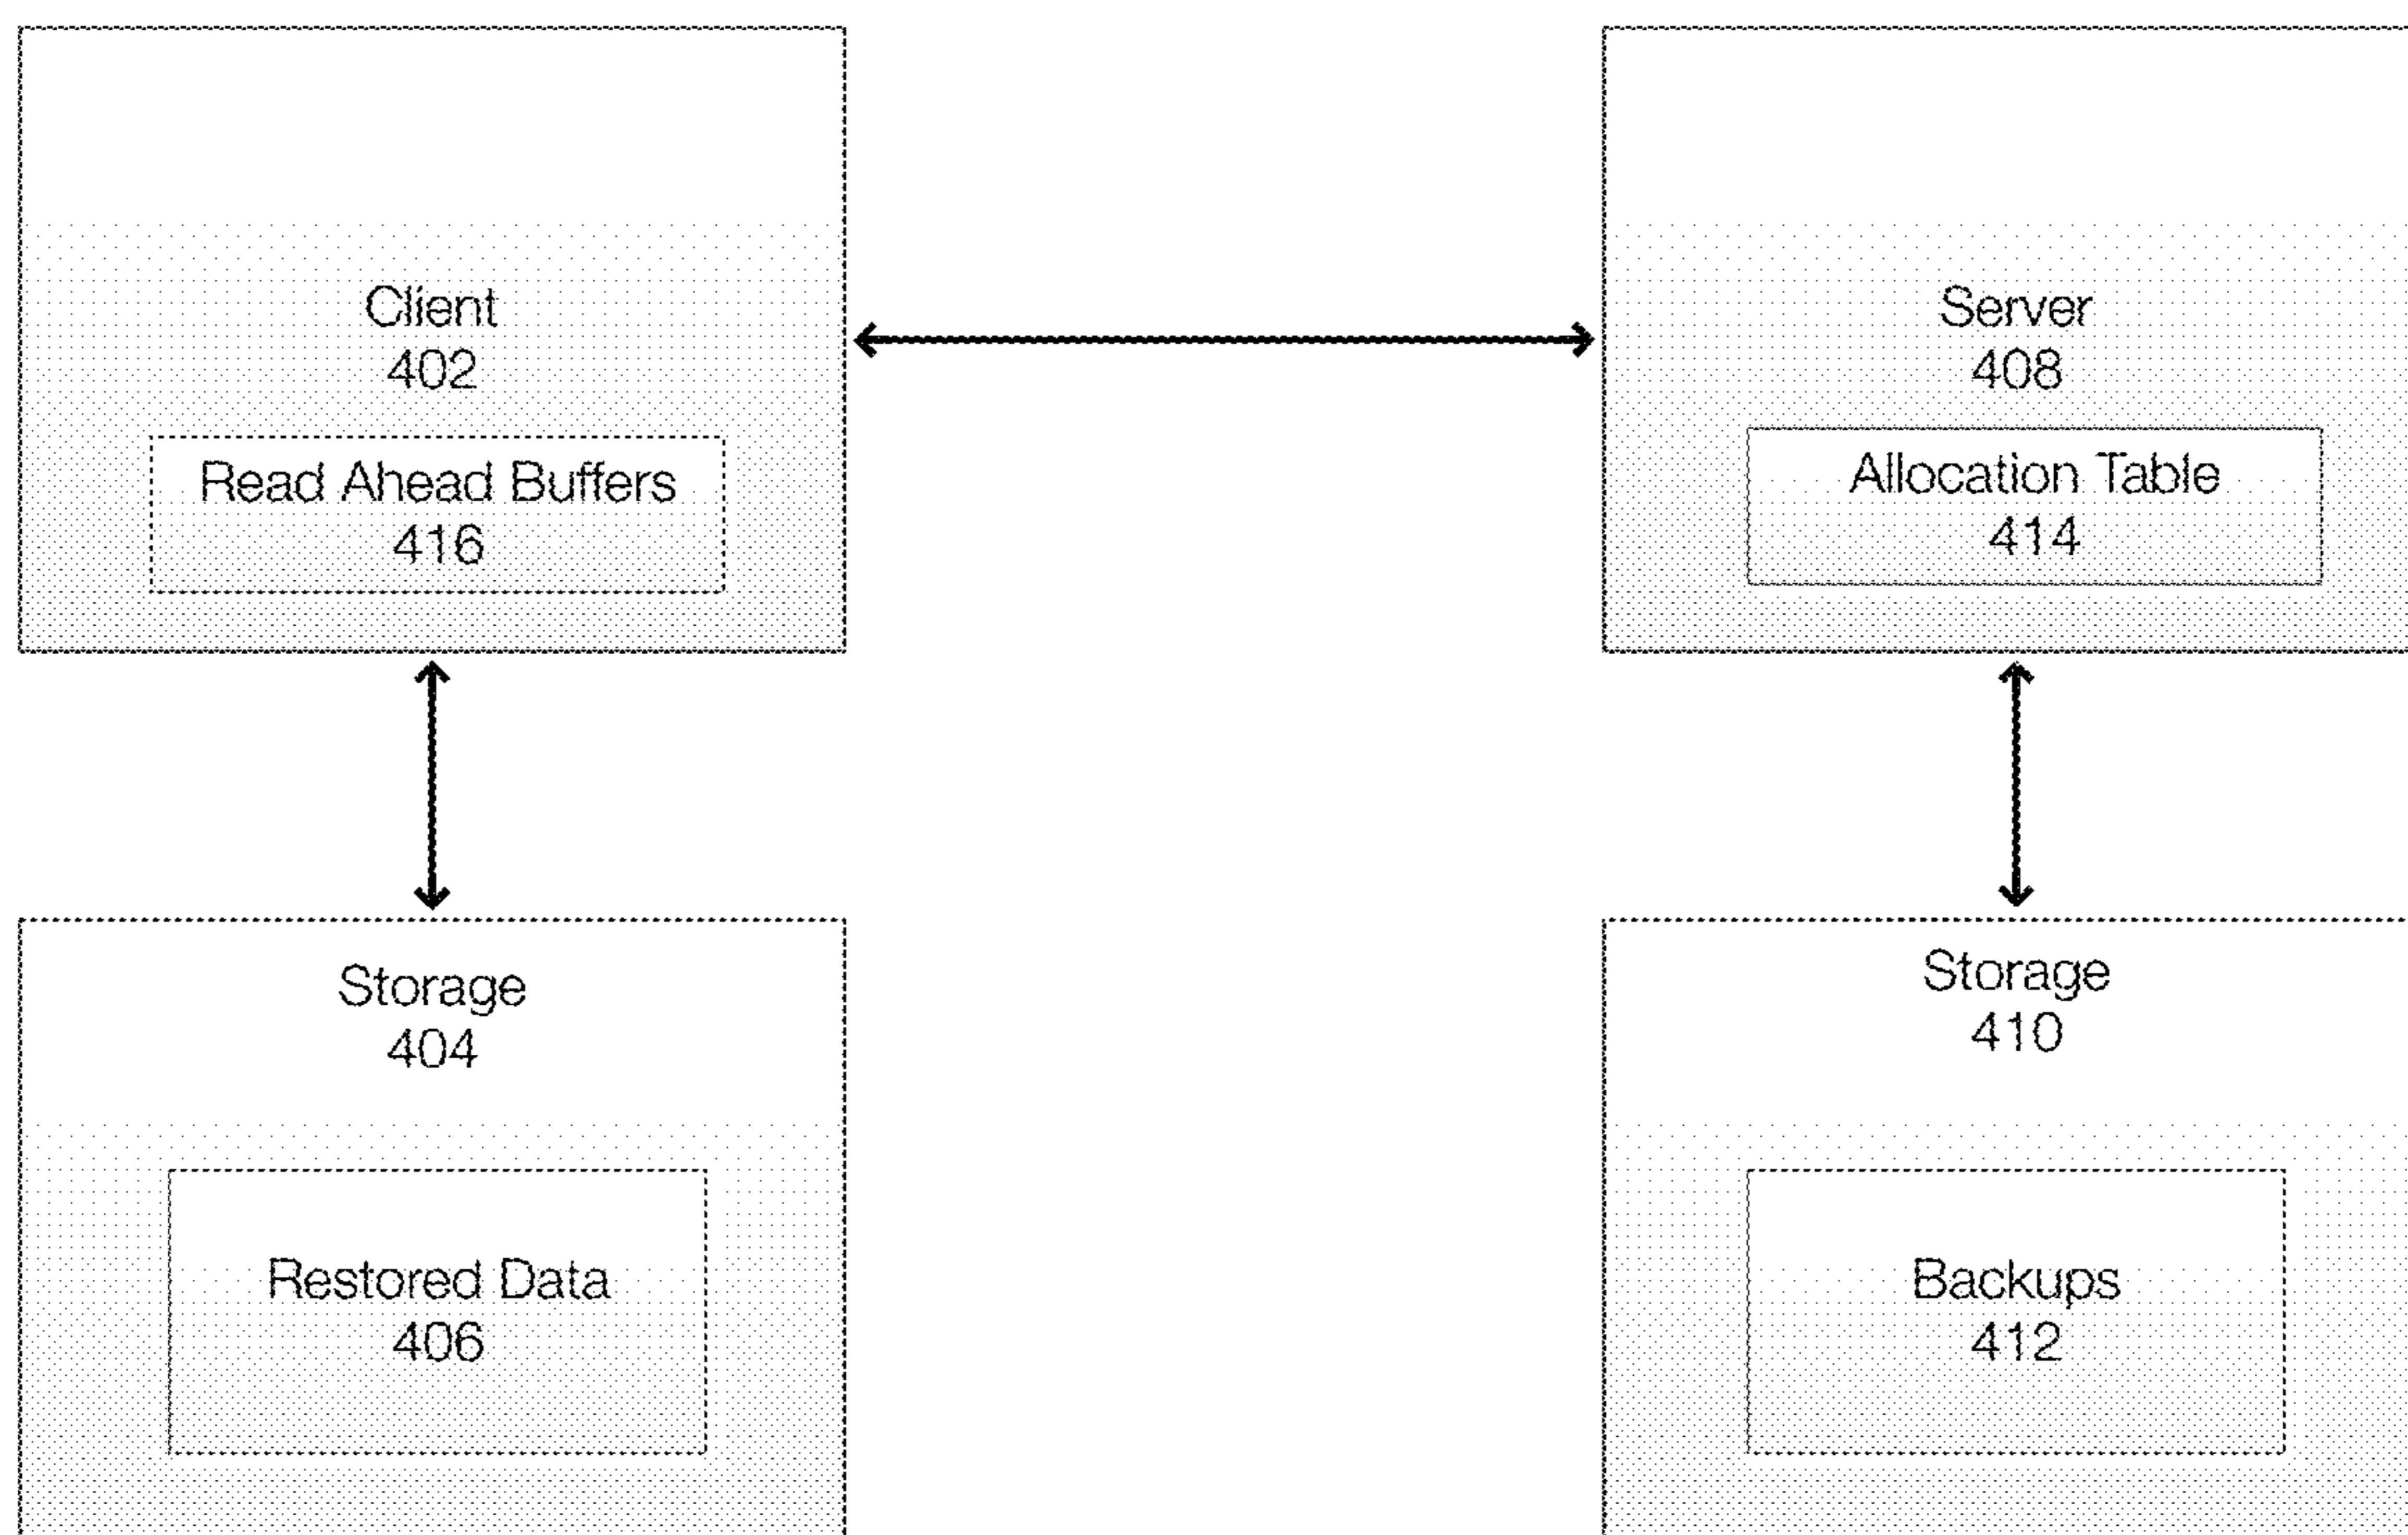 Client
402
Read Ahead Buffers
416
Server
408
Allocation Table
414
Storage
404
Restored Data
406
Storage
410
Backups
412